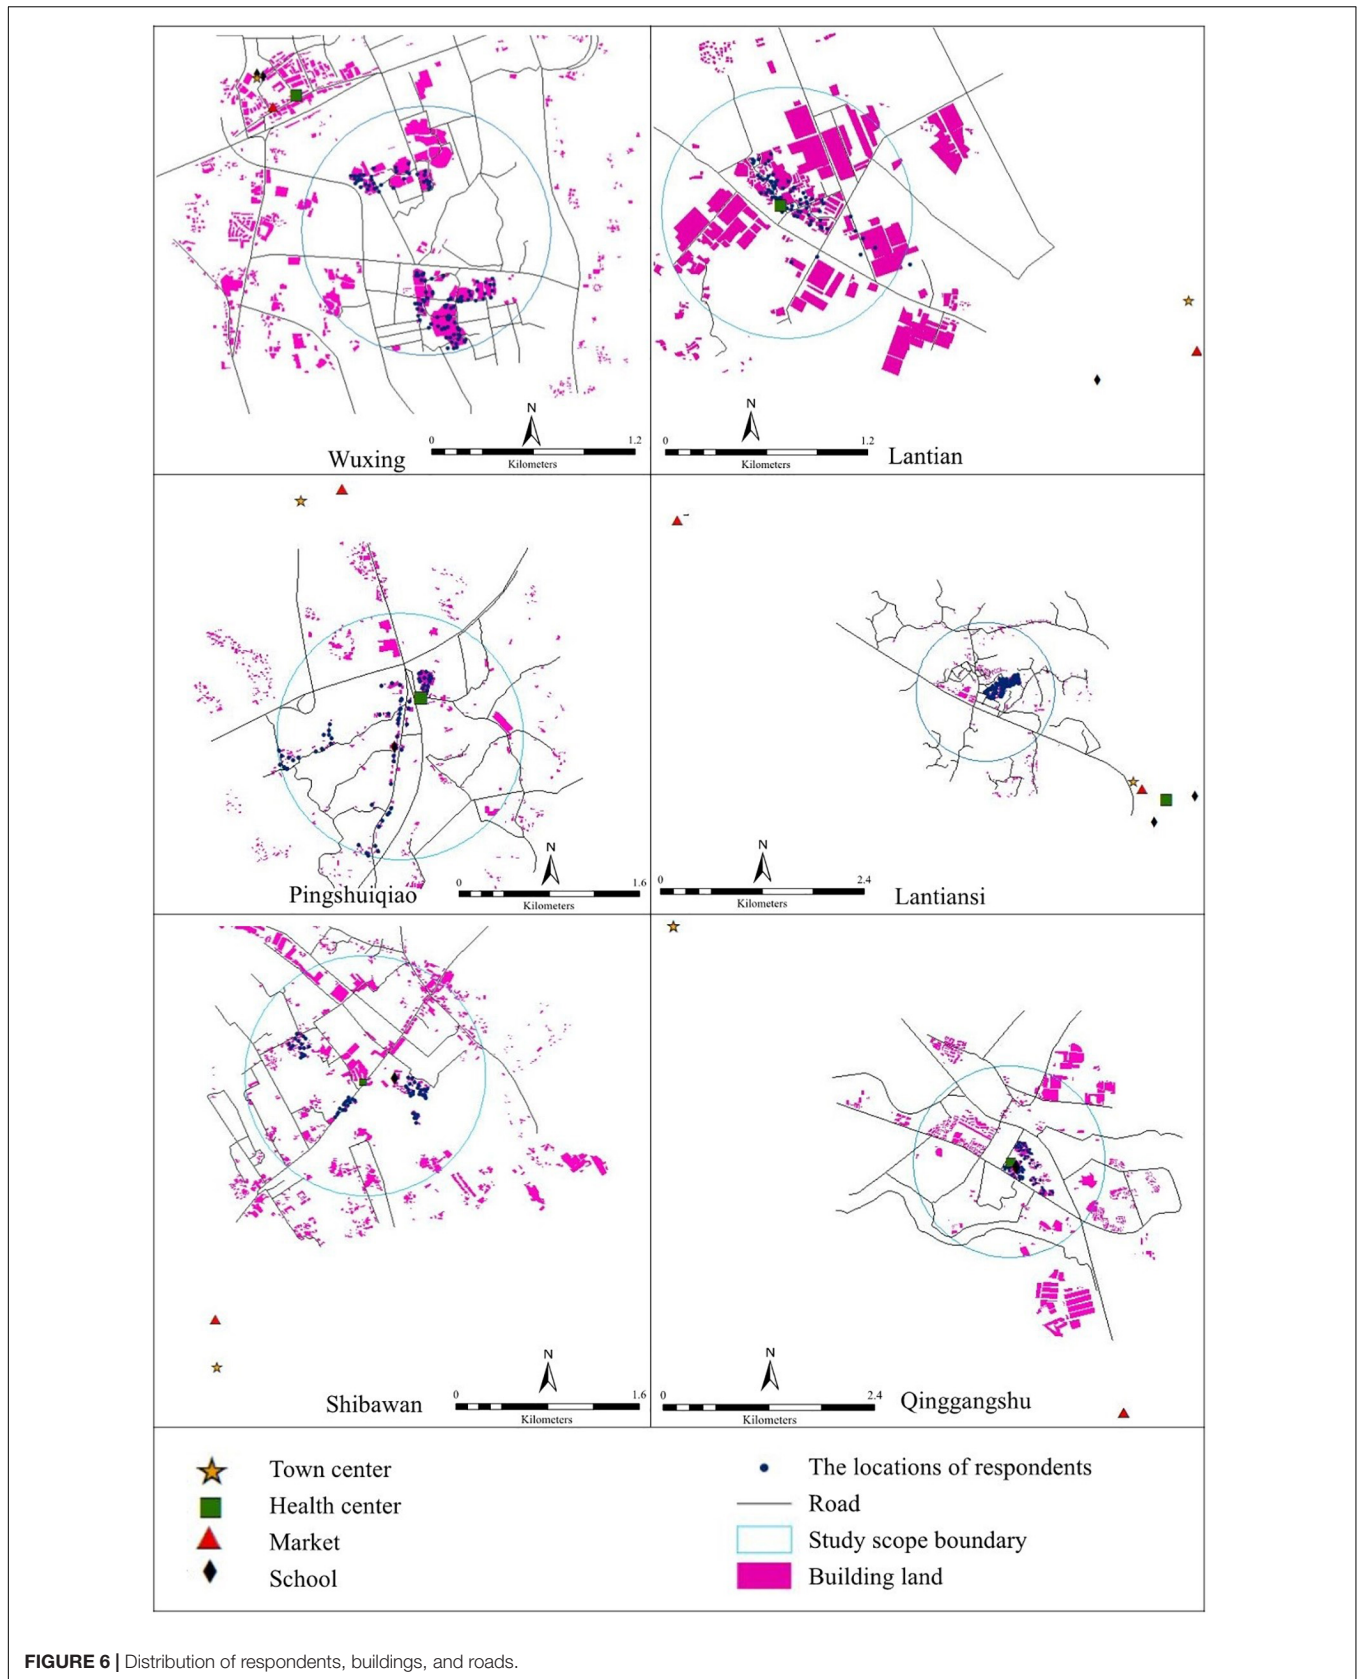 N
0 1.2
Kilometers
Wuxing
N
0 1.2
Kilometers
Lantian
N
0 1.6
Kilometers
Pingshuiqiao
N
0 2.4
Kilometers
Lantiansi
N
0 1.6
Kilometers
Shibawan
N
0 2.4
Kilometers
Qinggangshu
Town center
Health center
Market
School
The locations of respondents
Road
Study scope boundary
Building land
FIGURE 6 | Distribution of respondents, buildings, and roads.